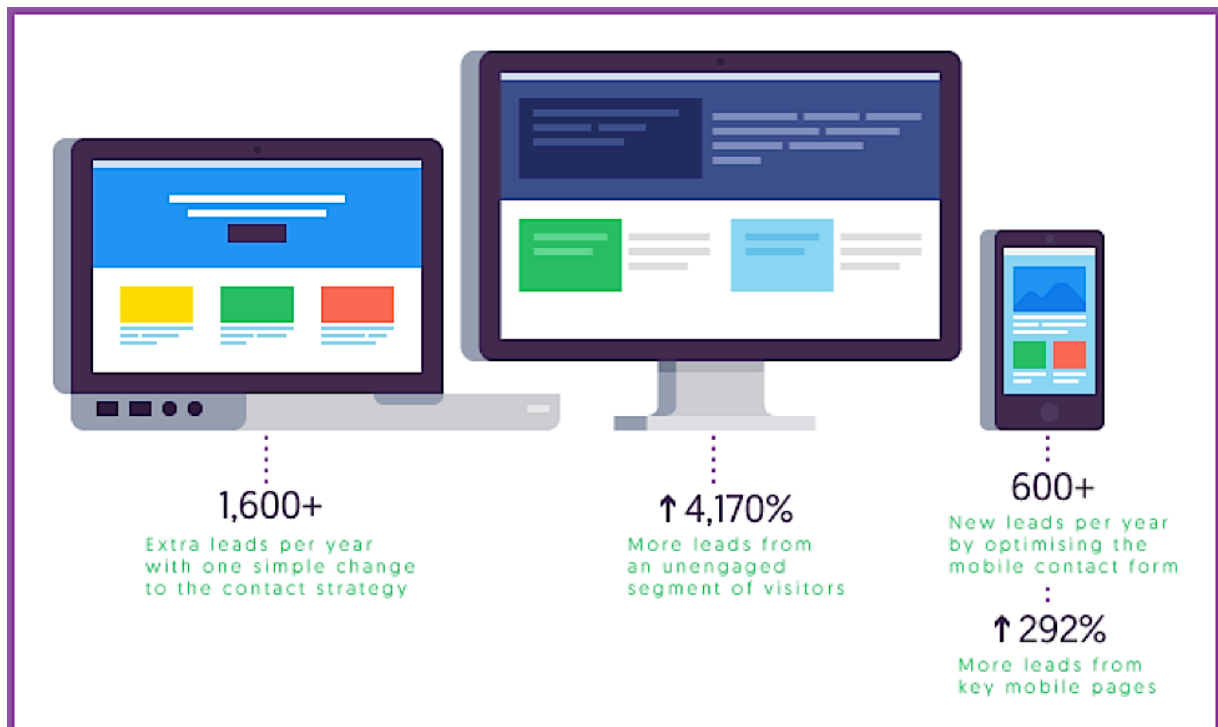 1,600+
Extra leads per year
with one simple change
to the contact strategy
↑ 4,170%
More leads from
an unengaged
segment of visitors
600+
New leads per year
by optimising the
mobile contact form
↑ 292%
More leads from
key mobile pages